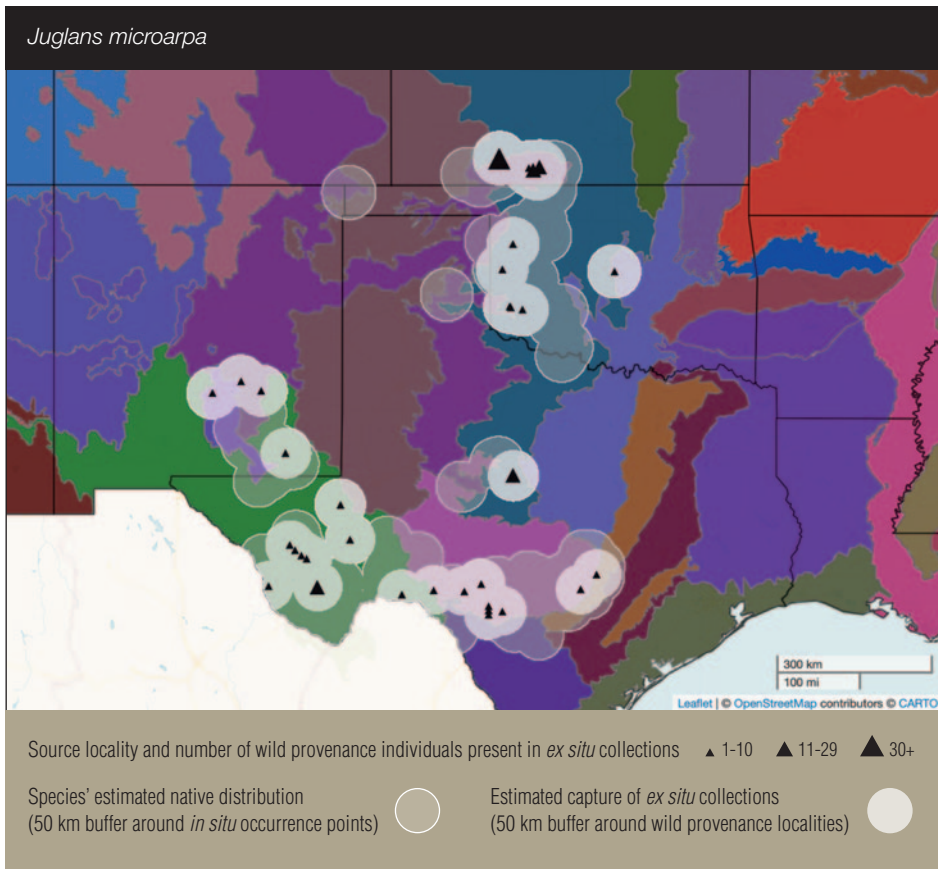 Juglans microarpa
300 km
100 mi
Leaflet | © OpenStreetMap contributors © CARTO
Source locality and number of wild provenance individuals present in ex situ collections 1-10 11-29 30+
Species’ estimated native distribution
(50 km buffer around in situ occurrence points)
Estimated capture of ex situ collections
(50 km buffer around wild provenance localities)